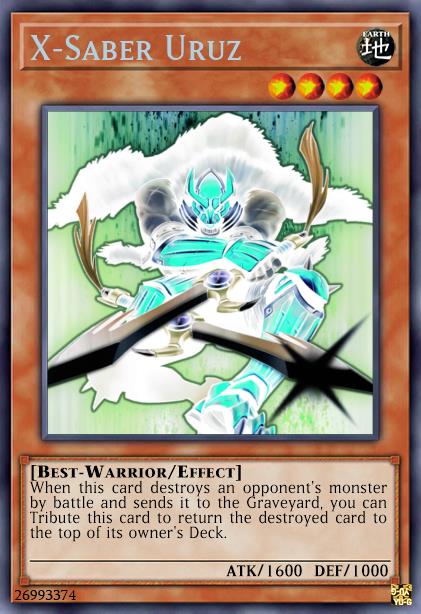 X-Saber Uruz
EARTH
地
[Best-Warrior/Effect]
When this card destroys an opponent's monster
by battle and sends it to the Graveyard, you can
Tribute this card to return the destroyed card to
the top of its owner's Deck.
ATK/1600 DEF/1000
26993374